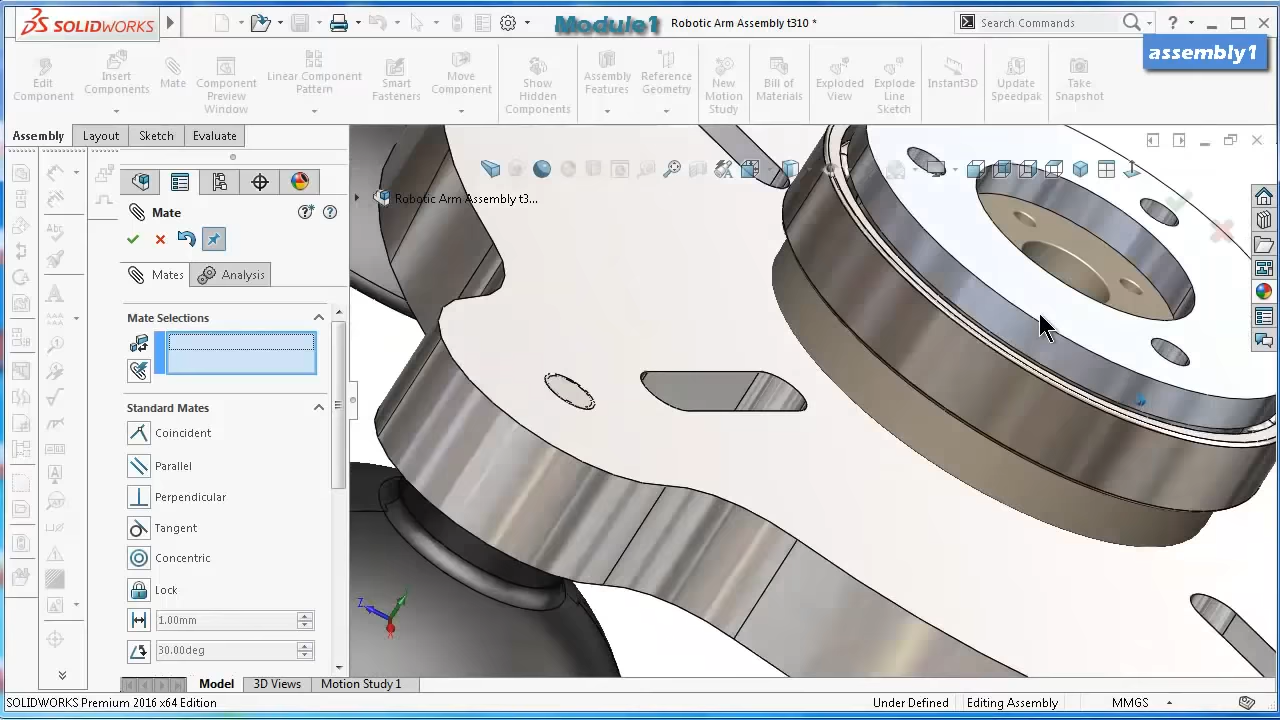 SOLIDWORKS
Module1
Robotic Arm Assembly t310 *
Search Commands
?
assembly1
Edit
Component
Insert
Components
Mate
Component
Preview
Window
Linear Component
Pattern
Smart
Fasteners
Move
Component
Show
Hidden
Components
Assembly
Features
Reference
Geometry
New
Motion
Study
Bill of
Materials
Exploded
View
Explode
Line
Sketch
Instant3D
Update
Speedpak
Take
Snapshot
Assembly
Layout
Sketch
Evaluate
Robotic Arm Assembly t3...
Mate
Mates
Analysis
Mate Selections
Standard Mates
Coincident
Parallel
Perpendicular
Tangent
Concentric
Lock
1.00mm
30.00deg
Z
Model
3D Views
Motion Study 1
SOLIDWORKS Premium 2016 x64 Edition
Under Defined
Editing Assembly
MMGS